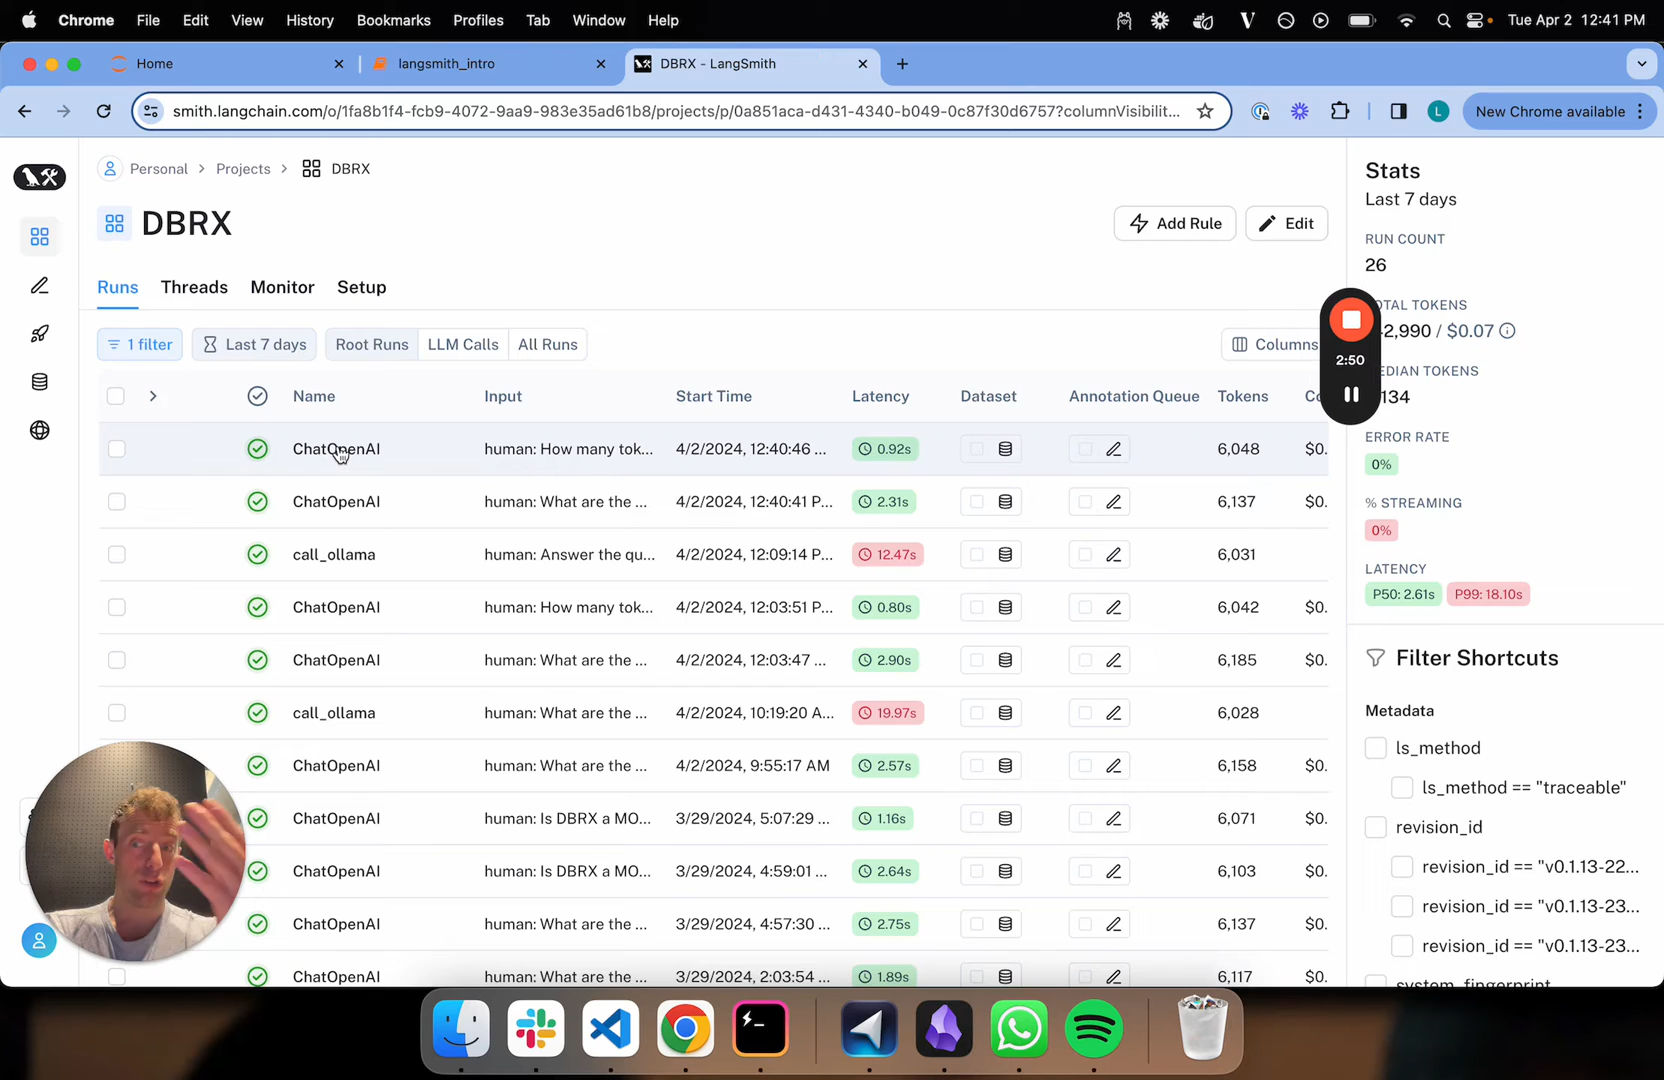 Chrome File Edit View History Bookmarks Profiles Tab Window Help Tue Apr 2 12:41 PM
Home langsmith_intro DBRX - LangSmith
smith.langchain.com/o/1fa8b1f4-fcb9-4072-9aa9-983e35ad61b8/projects/p/0a851aca-d431-4340-b049-0c87f30d6757?columnVisibilit... L New Chrome available
Personal > Projects > DBRX
DBRX Add Rule Edit
Runs Threads Monitor Setup
1 filter Last 7 days Root Runs LLM Calls All Runs Columns
Name Input Start Time Latency Dataset Annotation Queue Tokens
ChatOpenAI human: How many tok... 4/2/2024, 12:40:46 ... 0.92s 6,048 $0.
ChatOpenAI human: What are the ... 4/2/2024, 12:40:41 P... 2.31s 6,137 $0.
call_ollama human: Answer the qu... 4/2/2024, 12:09:14 P... 12.47s 6,031
ChatOpenAI human: How many tok... 4/2/2024, 12:03:51 P... 0.80s 6,042 $0.
ChatOpenAI human: What are the ... 4/2/2024, 12:03:47 ... 2.90s 6,185 $0.
call_ollama human: What are the ... 4/2/2024, 10:19:20 A... 19.97s 6,028
ChatOpenAI human: What are the ... 4/2/2024, 9:55:17 AM 2.57s 6,158 $0.
ChatOpenAI human: Is DBRX a MO... 3/29/2024, 5:07:29 ... 1.16s 6,071 $0.
ChatOpenAI human: Is DBRX a MO... 3/29/2024, 4:59:01 ... 2.64s 6,103 $0.
ChatOpenAI human: What are the ... 3/29/2024, 4:57:30 ... 2.75s 6,137 $0.
ChatOpenAI human: What are the ... 3/29/2024, 2:03:54 ... 1.89s 6,117 $0.
Stats
Last 7 days
RUN COUNT
26
TOTAL TOKENS
2,990 / $0.07
2:50
MEDIAN TOKENS
134
ERROR RATE
0%
% STREAMING
0%
LATENCY
P50: 2.61s P99: 18.10s
Filter Shortcuts
Metadata
ls_method
ls_method == "traceable"
revision_id
revision_id == "v0.1.13-22...
revision_id == "v0.1.13-23...
revision_id == "v0.1.13-23...
system_fingerprint